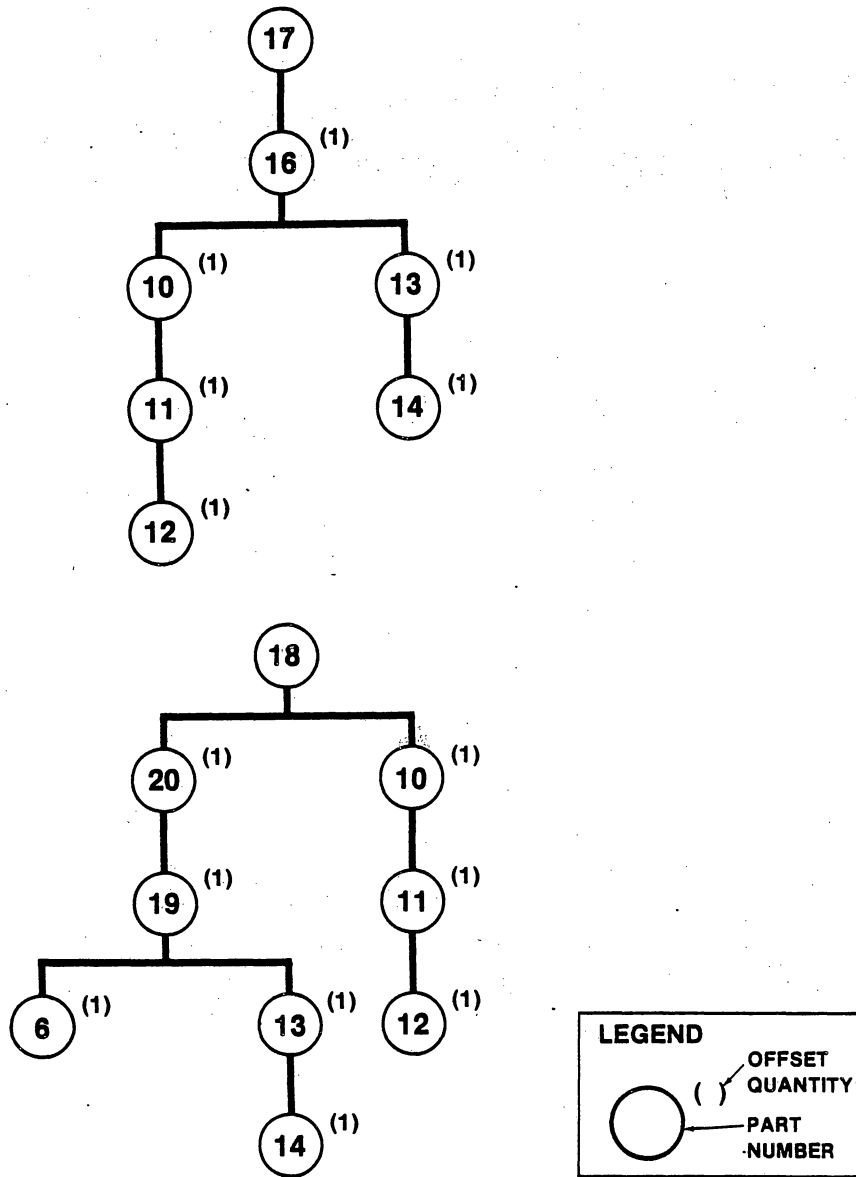 17
16 (1)
10 (1) 13 (1)
11 (1) 14 (1)
12 (1)
18
20 (1) 10 (1)
19 (1) 11 (1)
6 (1) 13 (1) 12 (1)
14 (1)
LEGEND
( ) OFFSET
QUANTITY
PART
NUMBER